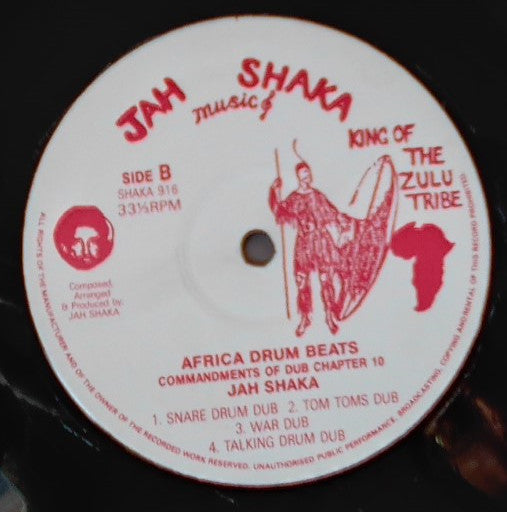 JAH SHAKA
music
KING OF
THE
ZULU
TRIBE
SIDE B
SHAKA 916
33⅓RPM
Composed,
Arranged
& Produced by:
JAH SHAKA
AFRICA DRUM BEATS
COMMANDMENTS OF DUB CHAPTER 10
JAH SHAKA
1. SNARE DRUM DUB 2. TOM TOMS DUB
3. WAR DUB
4. TALKING DRUM DUB
ALL RIGHTS OF THE MANUFACTURER AND OF THE OWNER OF THE RECORDED WORK RESERVED. UNAUTHORISED PUBLIC PERFORMANCE, BROADCASTING, COPYING AND RENTAL OF THIS RECORD PROHIBITED.